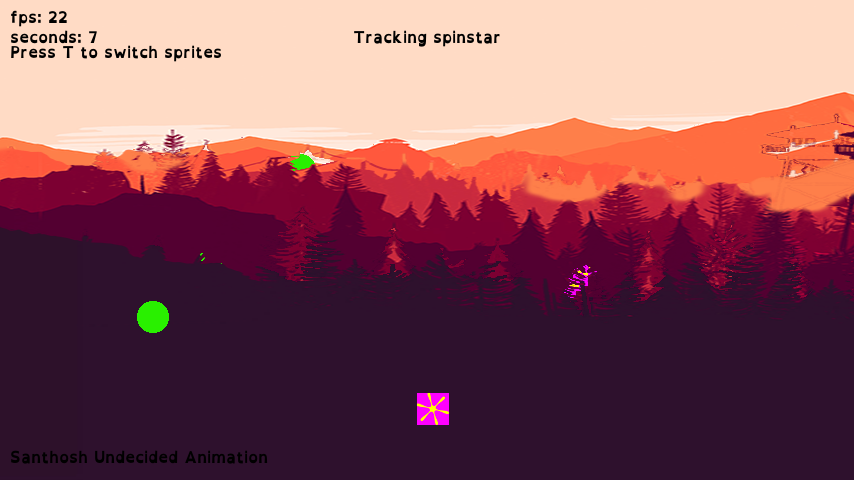 fps: 22
seconds: 7
Tracking spinstar
Press T to switch sprites
Santhosh Undecided Animation